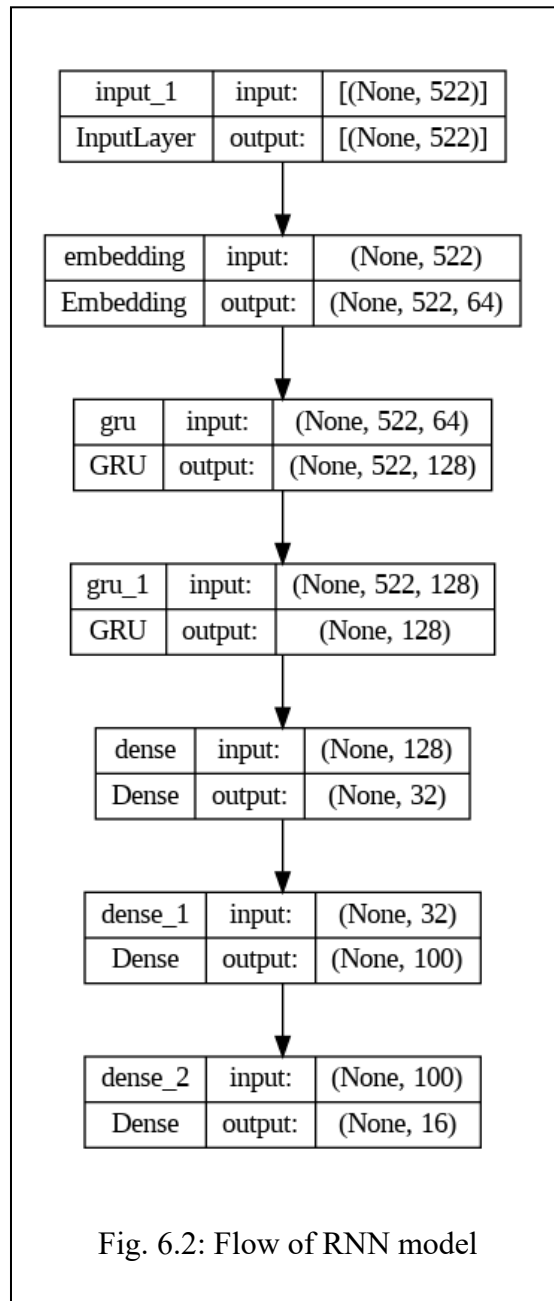 input_1 input: [(None, 522)]
InputLayer output: [(None, 522)]
embedding input: (None, 522)
Embedding output: (None, 522, 64)
gru input: (None, 522, 64)
GRU output: (None, 522, 128)
gru_1 input: (None, 522, 128)
GRU output: (None, 128)
dense input: (None, 128)
Dense output: (None, 32)
dense_1 input: (None, 32)
Dense output: (None, 100)
dense_2 input: (None, 100)
Dense output: (None, 16)
Fig. 6.2: Flow of RNN model